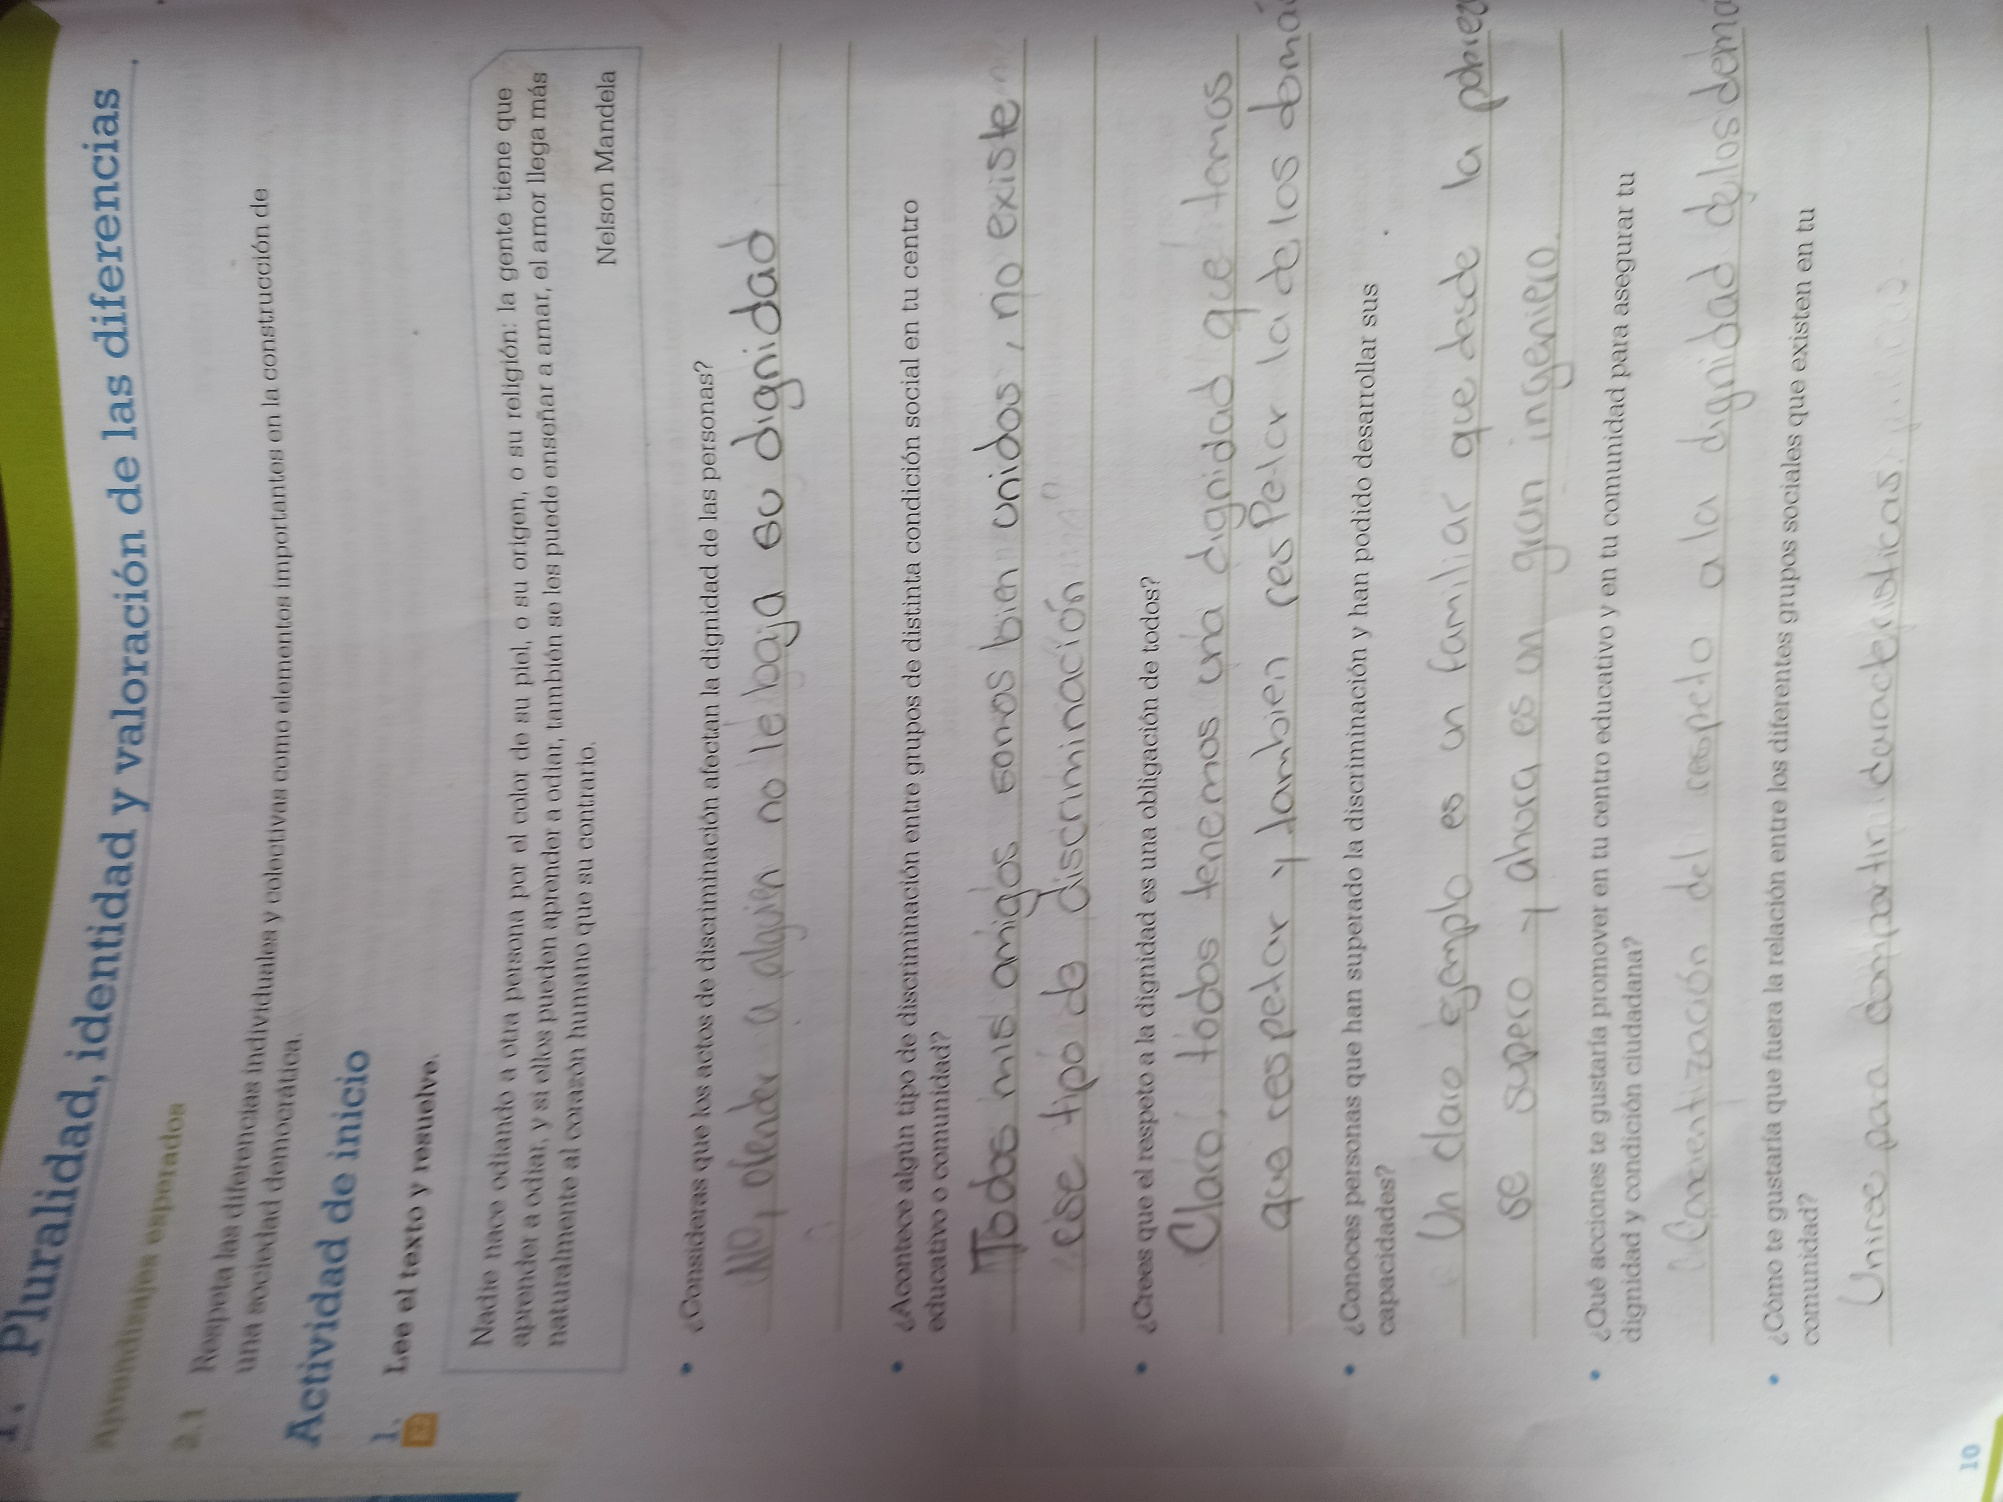 1. Pluralidad, identidad y valoración de las diferencias
Aprendizajes esperados
2.1 Respeta las diferencias individuales y colectivas como elementos importantes en la construcción de
una sociedad democrática.
Actividad de inicio
1. Lee el texto y resuelve.
Nadie nace odiando a otra persona por el color de su piel, o su origen, o su religión: la gente tiene que
aprender a odiar, y si ellos pueden aprender a odiar, también se les puede enseñar a amar, el amor llega más
naturalmente al corazón humano que su contrario.
Nelson Mandela
• ¿Consideras que los actos de discriminación afectan la dignidad de las personas?
No, ofender a alguien no le baja su dignidad
• ¿Acontece algún tipo de discriminación entre grupos de distinta condición social en tu centro
educativo o comunidad?
Todos mis amigos somos bien unidos, no existe
ese tipo de discriminación
• ¿Crees que el respeto a la dignidad es una obligación de todos?
Claro, todos tenemos una dignidad que temos
que respetar y tambien resPetar la de los demá
• ¿Conoces personas que han superado la discriminación y han podido desarrollar sus
capacidades?
Un claro ejemplo es un familiar que desde la pobrez
se supero y ahora es un gran ingeniero.
• ¿Qué acciones te gustaría promover en tu centro educativo y en tu comunidad para asegurar tu
dignidad y condición ciudadana?
Concientización del respeto a la dignidad de los demá
• ¿Cómo te gustaría que fuera la relación entre los diferentes grupos sociales que existen en tu
comunidad?
Unirse para compartir caracteristicas
10